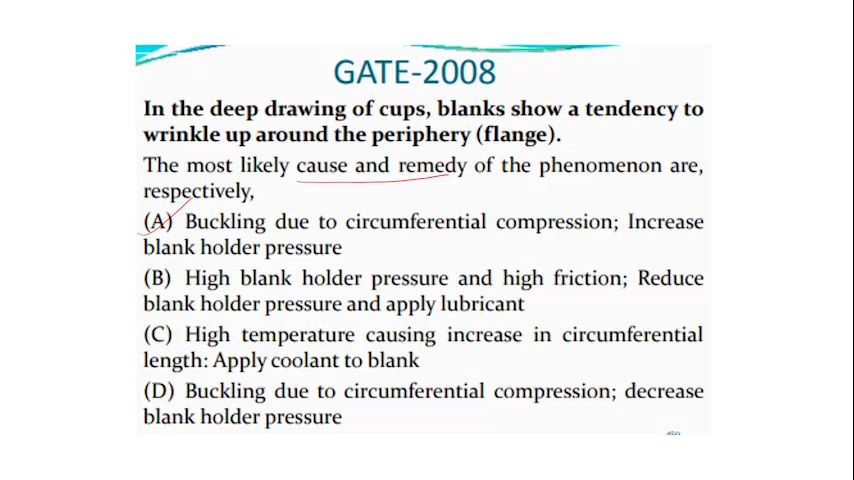 GATE-2008
In the deep drawing of cups, blanks show a tendency to
wrinkle up around the periphery (flange).
The most likely cause and remedy of the phenomenon are,
respectively,
(A) Buckling due to circumferential compression; Increase
blank holder pressure
(B) High blank holder pressure and high friction; Reduce
blank holder pressure and apply lubricant
(C) High temperature causing increase in circumferential
length: Apply coolant to blank
(D) Buckling due to circumferential compression; decrease
blank holder pressure